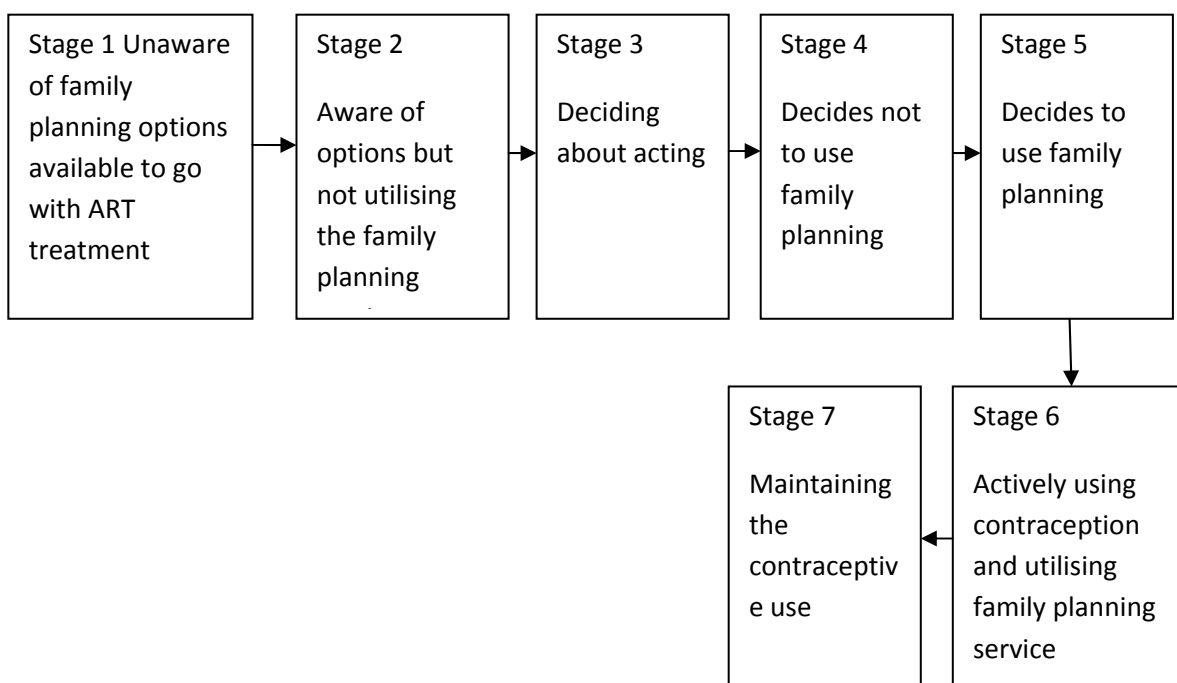 Stage 1 Unaware
of family
planning options
available to go
with ART
treatment
Stage 2
Aware of
options but
not utilising
the family
planning
Stage 3
Deciding
about acting
Stage 4
Decides not
to use
family
planning
Stage 5
Decides to
use family
planning
Stage 6
Actively using
contraception
and utilising
family planning
service
Stage 7
Maintaining
the
contraceptiv
e use